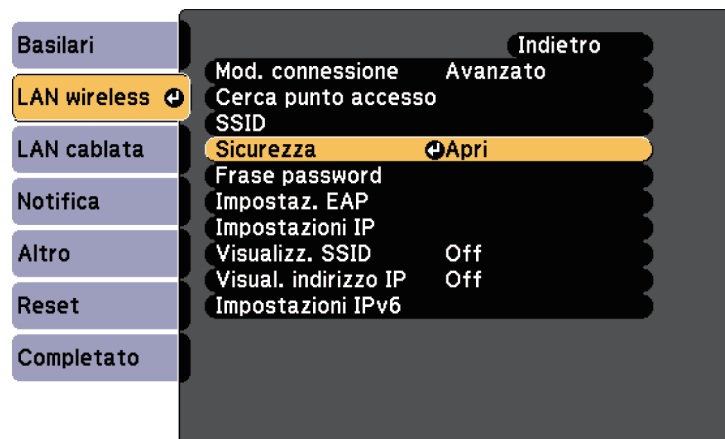 Basilari
LAN wireless
LAN cablata
Notifica
Altro
Reset
Completato
Indietro
Mod. connessione Avanzato
Cerca punto accesso
SSID
Sicurezza Apri
Frase password
Impostaz. EAP
Impostazioni IP
Visualizz. SSID Off
Visual. indirizzo IP Off
Impostazioni IPv6